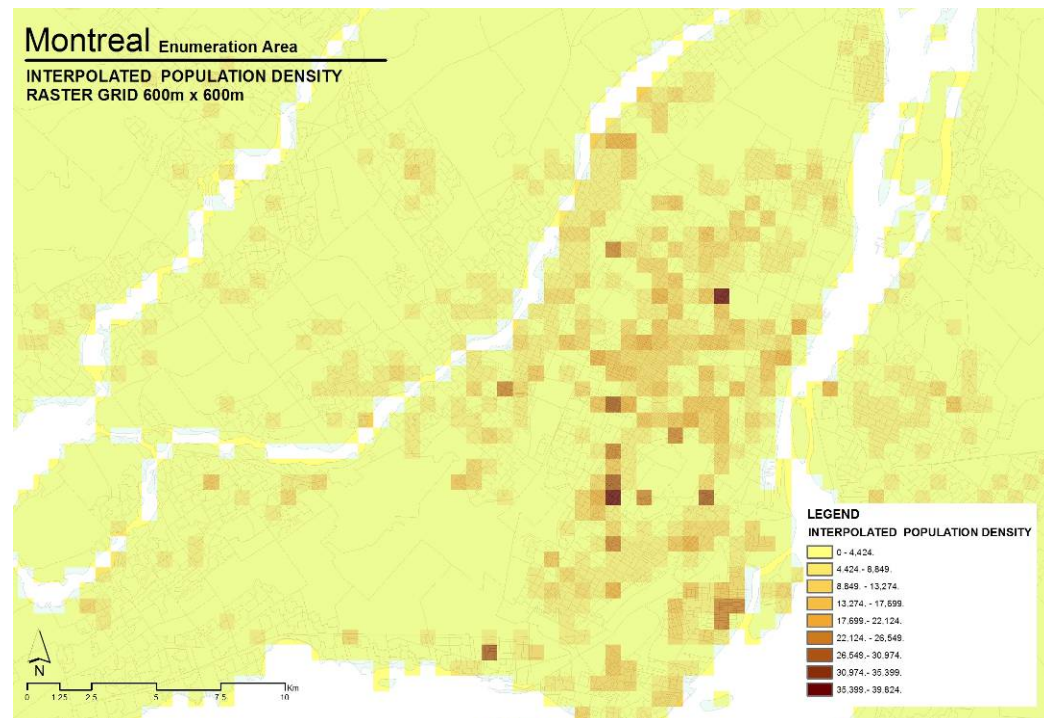 Montreal Enumeration Area
INTERPOLATED POPULATION DENSITY
RASTER GRID 600m x 600m
LEGEND
INTERPOLATED POPULATION DENSITY
0 - 4,424.
4,424.- 8,849.
8,849. - 13,274.
13,274. - 17,699.
17,699.- 22,124.
22,124. - 26,549.
26,549.- 30,974.
30,974.- 35,399.
35,399.- 39,824.
N
Km
0 1.25 2.5 5 7.5 10